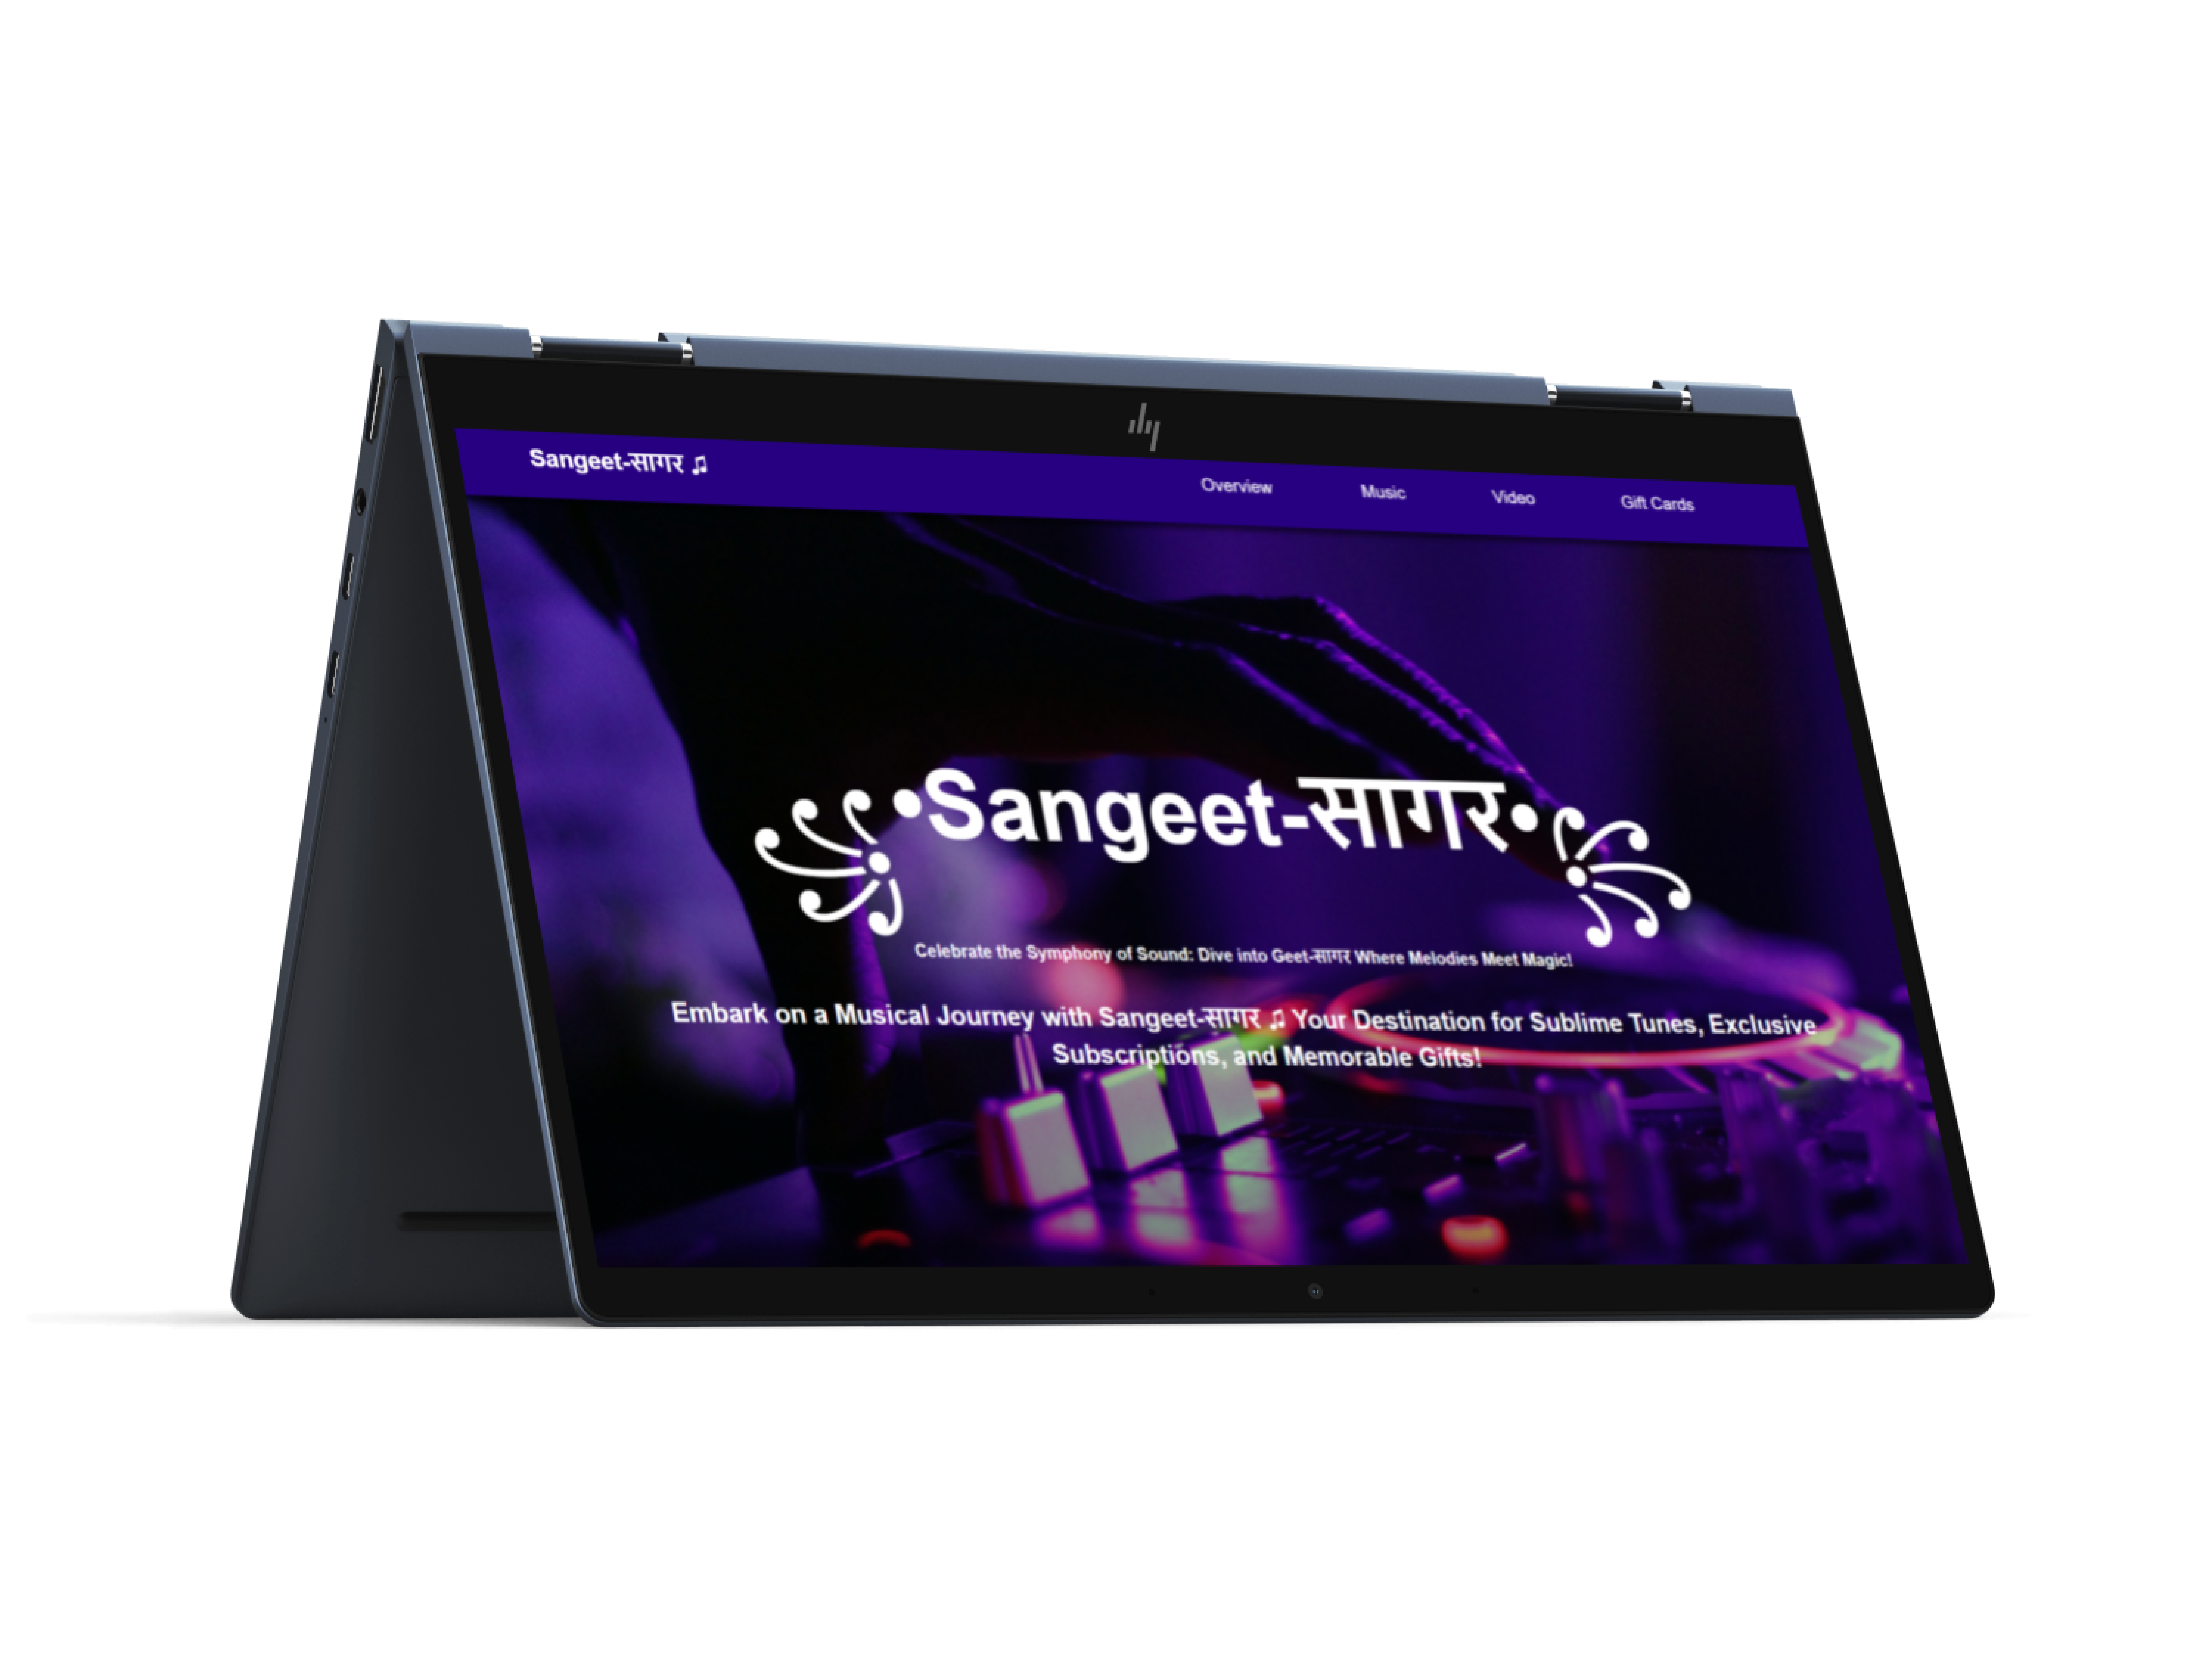 hp
Sangeet-सागर ♫
Overview Music Video Gift Cards
•Sangeet-सागर•
Celebrate the Symphony of Sound: Dive into Geet-सागर Where Melodies Meet Magic!
Embark on a Musical Journey with Sangeet-सागर ♫ Your Destination for Sublime Tunes, Exclusive
Subscriptions, and Memorable Gifts!